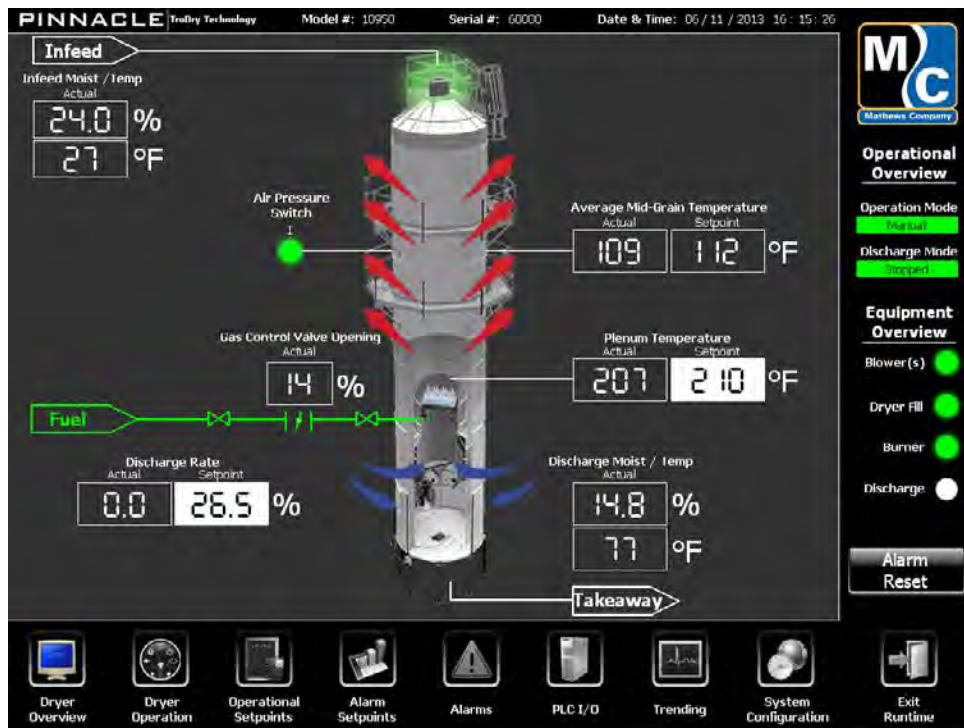 PINNACLE TruDry Technology Model #: 10950 Serial #: 60000 Date & Time: 06/11/2013 16:15:26
Infeed
Infeed Moist /Temp
Actual
24.0 %
27 °F
Air Pressure
Switch
I
Average Mid-Grain Temperature
Actual Setpoint
109 112 °F
Gas Control Valve Opening
Actual
14 %
Plenum Temperature
Actual Setpoint
207 210 °F
Fuel
Discharge Rate
Actual Setpoint
0.0 26.5 %
Discharge Moist / Temp
Actual
14.8 %
77 °F
Takeaway
MC
Mathews Company
Operational
Overview
Operation Mode
Manual
Discharge Mode
Stopped
Equipment
Overview
Blower(s)
Dryer Fill
Burner
Discharge
Alarm
Reset
Dryer
Overview
Dryer
Operation
Operational
Setpoints
Alarm
Setpoints
Alarms
PLC I/O
Trending
System
Configuration
Exit
Runtime